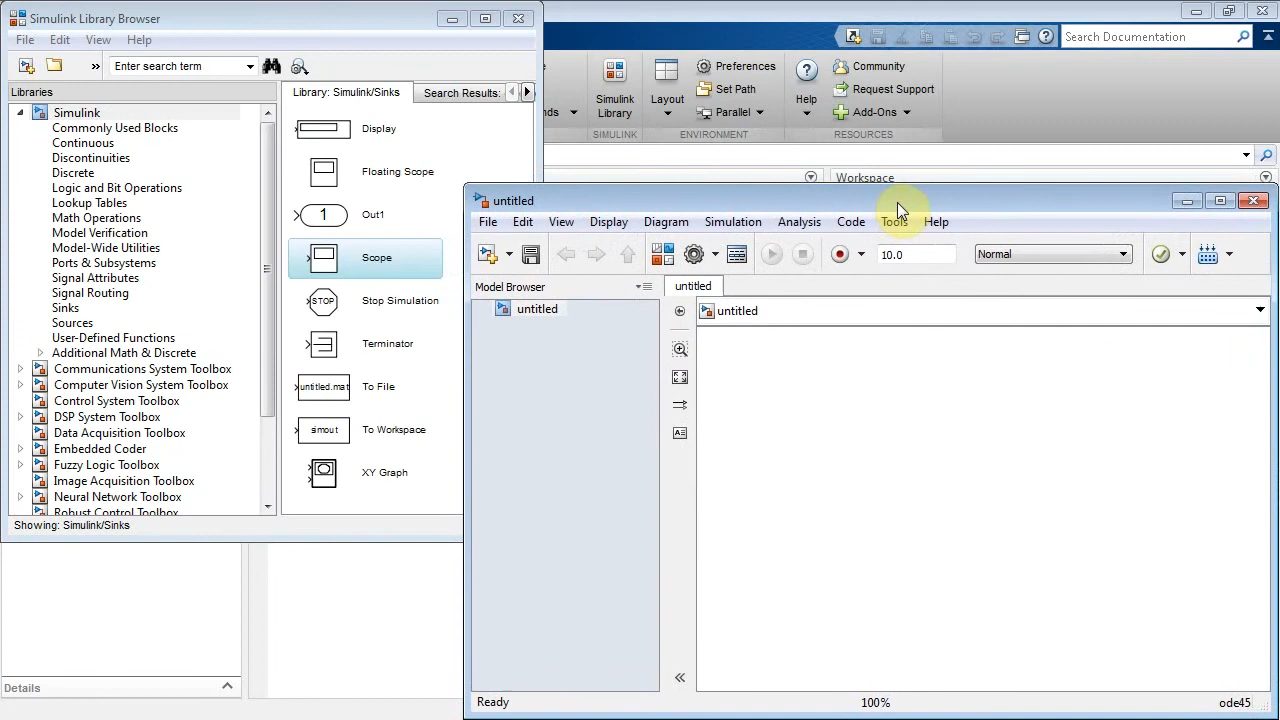 Simulink Library Browser
File Edit View Help
» Enter search term
Libraries
Library: Simulink/Sinks
Search Results:
Simulink
Commonly Used Blocks
Continuous
Discontinuities
Discrete
Logic and Bit Operations
Lookup Tables
Math Operations
Model Verification
Model-Wide Utilities
Ports & Subsystems
Signal Attributes
Signal Routing
Sinks
Sources
User-Defined Functions
Additional Math & Discrete
Communications System Toolbox
Computer Vision System Toolbox
Control System Toolbox
DSP System Toolbox
Data Acquisition Toolbox
Embedded Coder
Fuzzy Logic Toolbox
Image Acquisition Toolbox
Neural Network Toolbox
Robust Control Toolbox
Showing: Simulink/Sinks
Display
Floating Scope
1 Out1
Scope
STOP Stop Simulation
Terminator
untitled.mat To File
simout To Workspace
XY Graph
Details
Search Documentation
Simulink
Library
SIMULINK
Layout
Preferences
Set Path
Parallel
ENVIRONMENT
Help
Community
Request Support
Add-Ons
RESOURCES
nds
Workspace
untitled
File Edit View Display Diagram Simulation Analysis Code Tools Help
10.0
Normal
Model Browser
untitled
untitled
untitled
Ready
100%
ode45